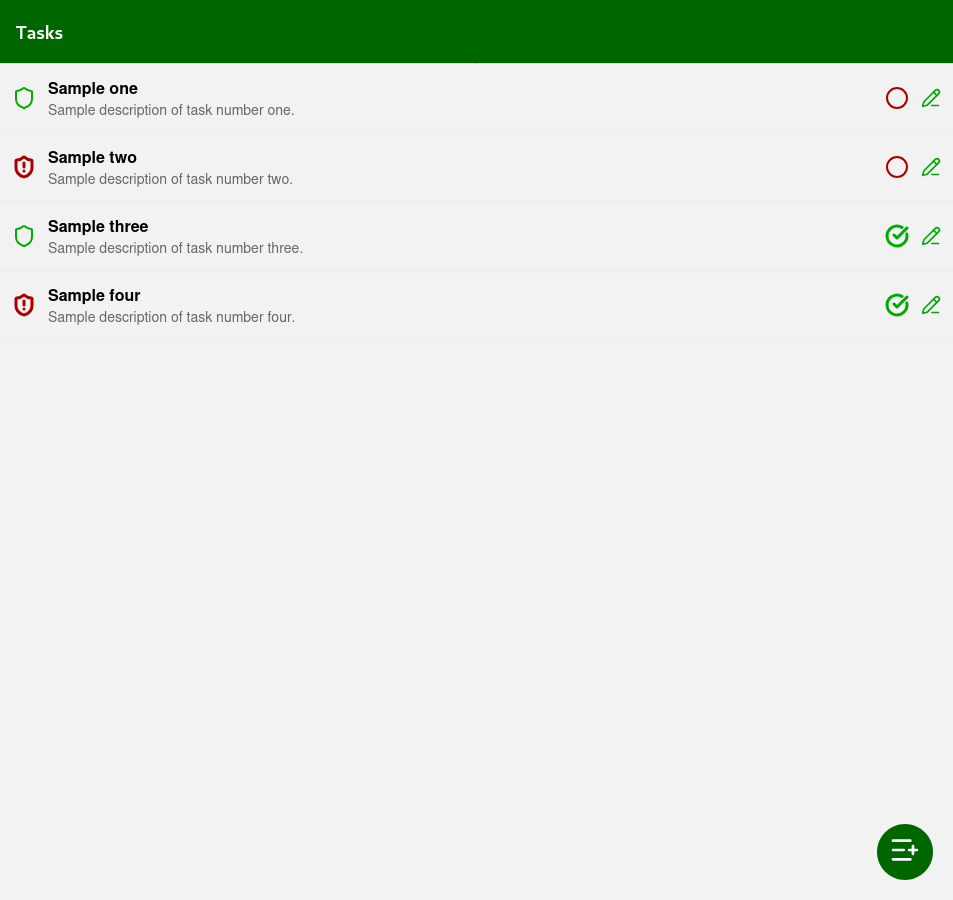 Tasks
Sample one
Sample description of task number one.
Sample two
Sample description of task number two.
Sample three
Sample description of task number three.
Sample four
Sample description of task number four.